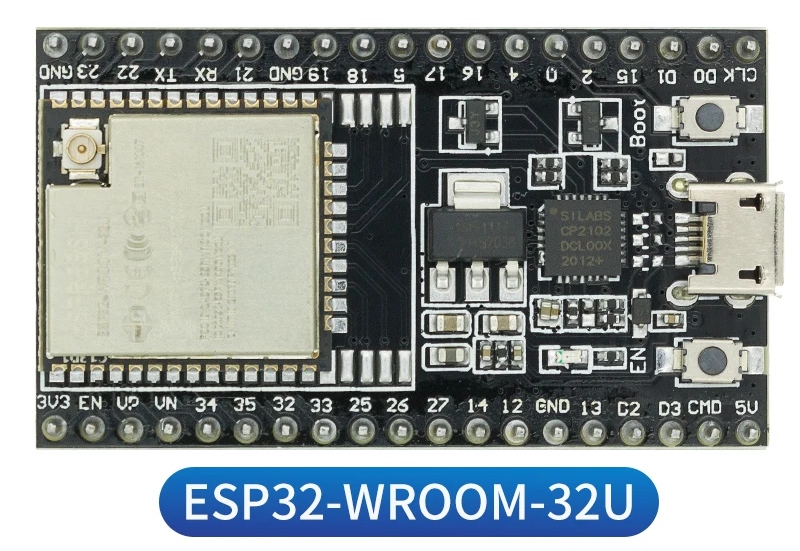 GND 23 22 TX RX 21 GND 19 18 5 17 16 4 0 2 15 D1 D0 CLK
Boot
SILABS
CP2102
DCL00X
2012+
EN
3V3 EN VP VN 34 35 32 33 25 26 27 14 12 GND 13 D2 D3 CMD 5V
ESP32-WROOM-32U